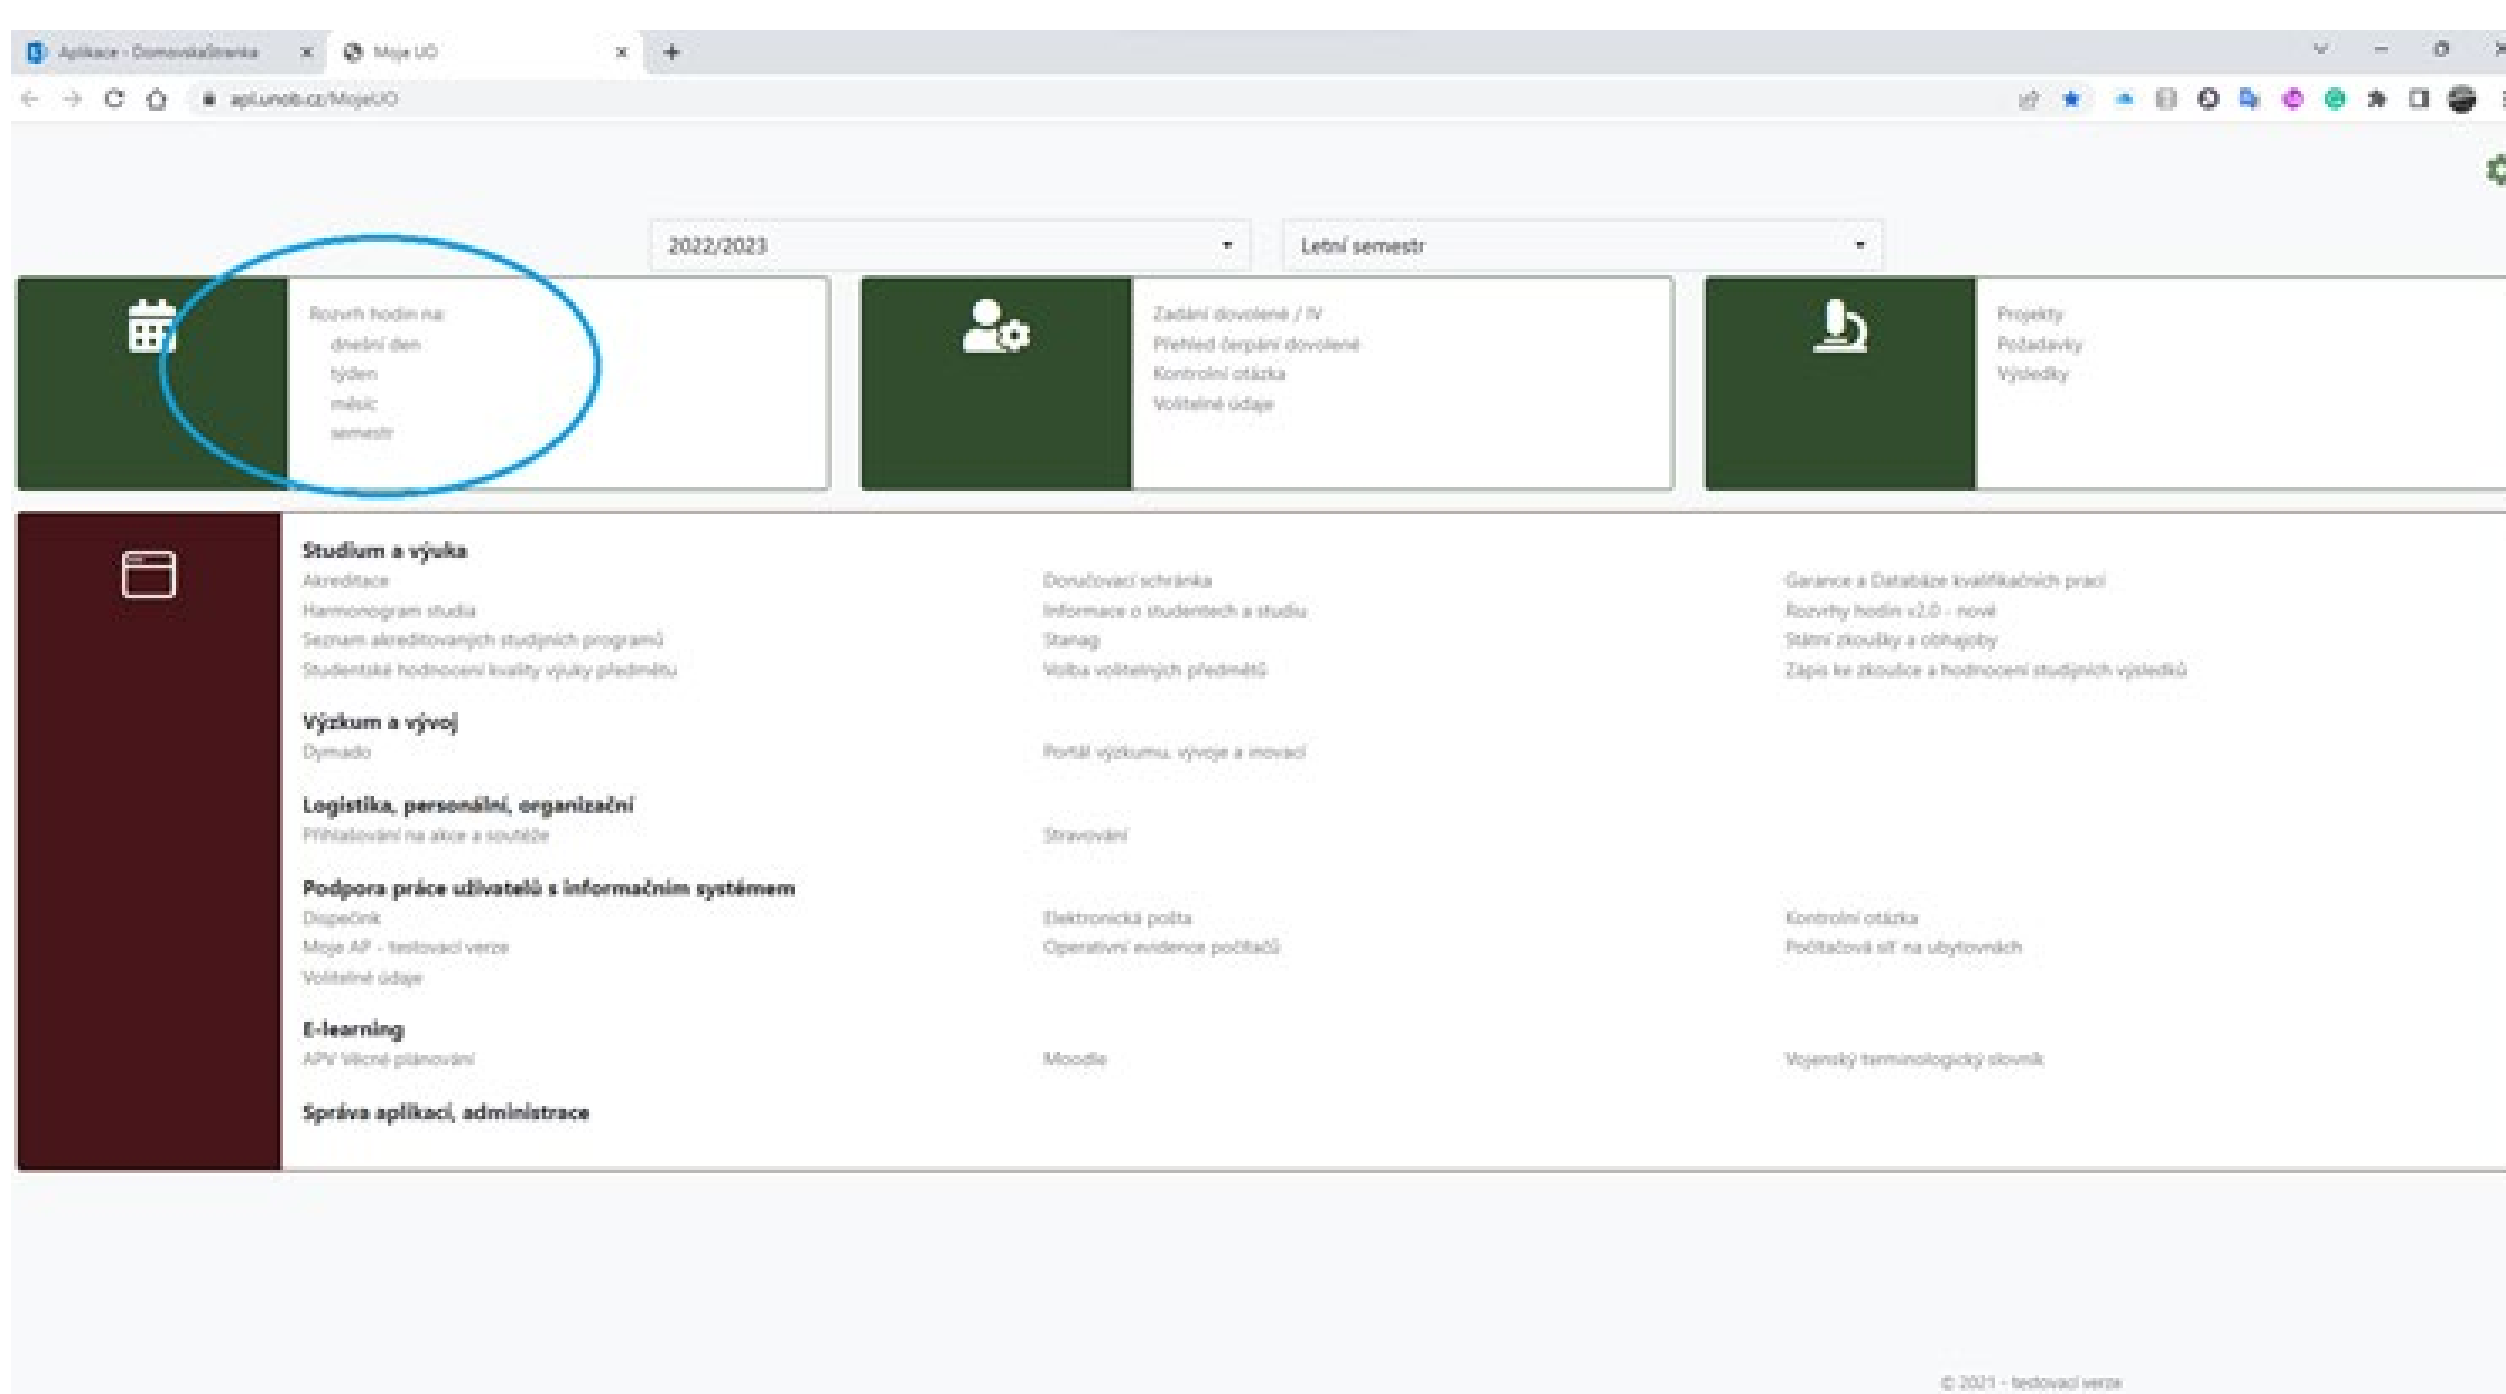 Aplikace - DomovskaStranka
Moje UO
apl.unob.cz/MojeUO
2022/2023
Letní semestr
Rozvrh hodin na:
dnešní den
týden
měsíc
semestr
Zadání dovolené / IV
Přehled čerpání dovolené
Kontrolní otázka
Volitelné údaje
Projekty
Požadavky
Výsledky
Studium a výuka
Akreditace
Doručovací schránka
Garance a Databáze kvalifikačních prací
Harmonogram studia
Informace o studentech a studiu
Rozvrhy hodin v2.0 - nové
Seznam akreditovaných studijních programů
Stanag
Státní zkoušky a obhajoby
Studentské hodnocení kvality výuky předmětu
Volba volitelných předmětů
Zápis ke zkoušce a hodnocení studijních výsledků
Výzkum a vývoj
Dymado
Portál výzkumu, vývoje a inovací
Logistika, personální, organizační
Přihlašování na akce a soutěže
Stravování
Podpora práce uživatelů s informačním systémem
Dispečink
Elektronická pošta
Kontrolní otázka
Moje AP - testovací verze
Operativní evidence počítačů
Počítačová síť na ubytovnách
Volitelné údaje
E-learning
APV Věcné plánování
Moodle
Vojenský terminologický slovník
Správa aplikací, administrace
© 2021 - testovací verze